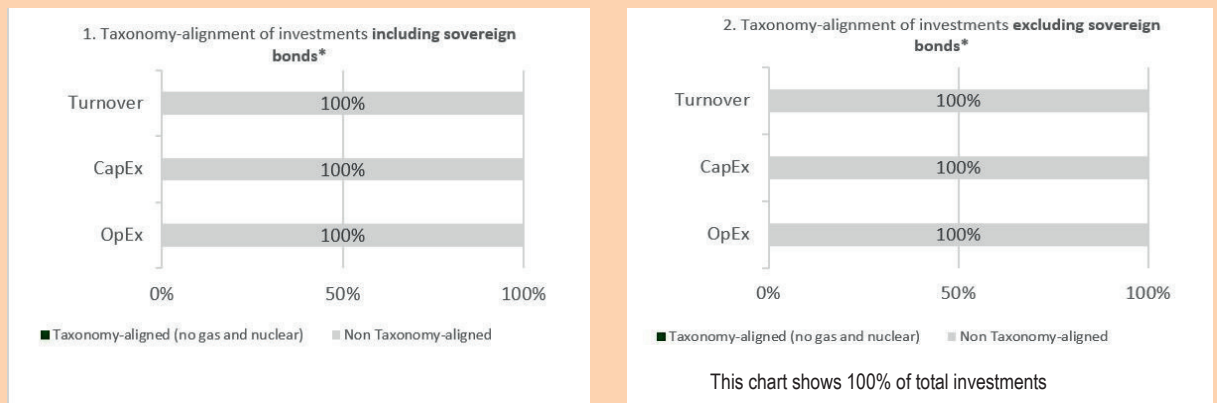 1. Taxonomy-alignment of investments including sovereign
bonds*
Turnover
100%
CapEx
100%
OpEx
100%
0%
50%
100%
Taxonomy-aligned (no gas and nuclear)
Non Taxonomy-aligned
2. Taxonomy-alignment of investments excluding sovereign
bonds*
Turnover
100%
CapEx
100%
OpEx
100%
0%
50%
100%
Taxonomy-aligned (no gas and nuclear)
Non Taxonomy-aligned
This chart shows 100% of total investments